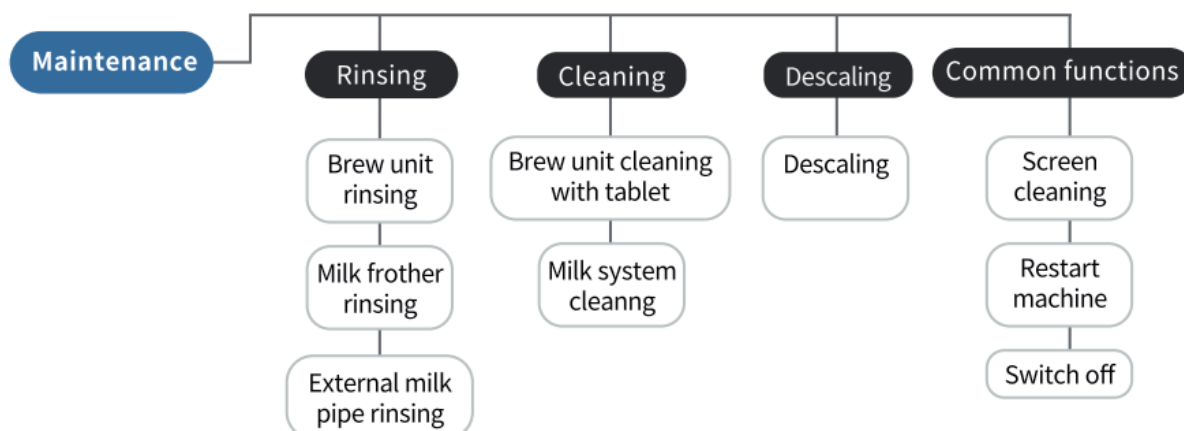 Maintenance
Rinsing
Cleaning
Descaling
Common functions
Brew unit
rinsing
Milk frother
rinsing
External milk
pipe rinsing
Brew unit cleaning
with tablet
Milk system
cleanng
Descaling
Screen
cleaning
Restart
machine
Switch off